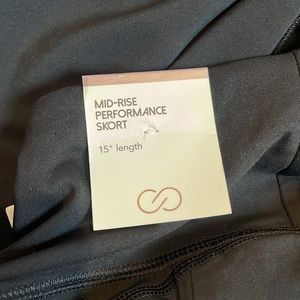 MID-RISE
PERFORMANCE
SKORT
15" length